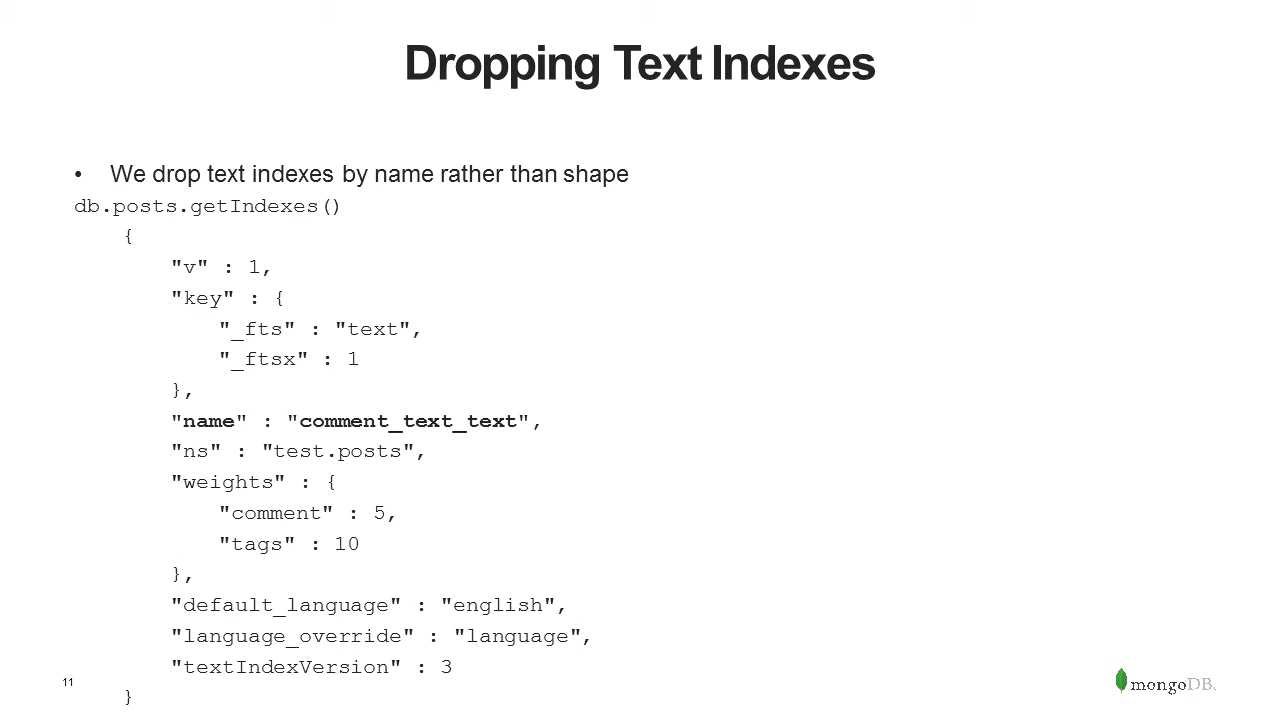 Dropping Text Indexes
• We drop text indexes by name rather than shape
db.posts.getIndexes()
{
"v" : 1,
"key" : {
"_fts" : "text",
"_ftsx" : 1
},
"name" : "comment_text_text",
"ns" : "test.posts",
"weights" : {
"comment" : 5,
"tags" : 10
},
"default_language" : "english",
"language_override" : "language",
"textIndexVersion" : 3
}
11
mongoDB.